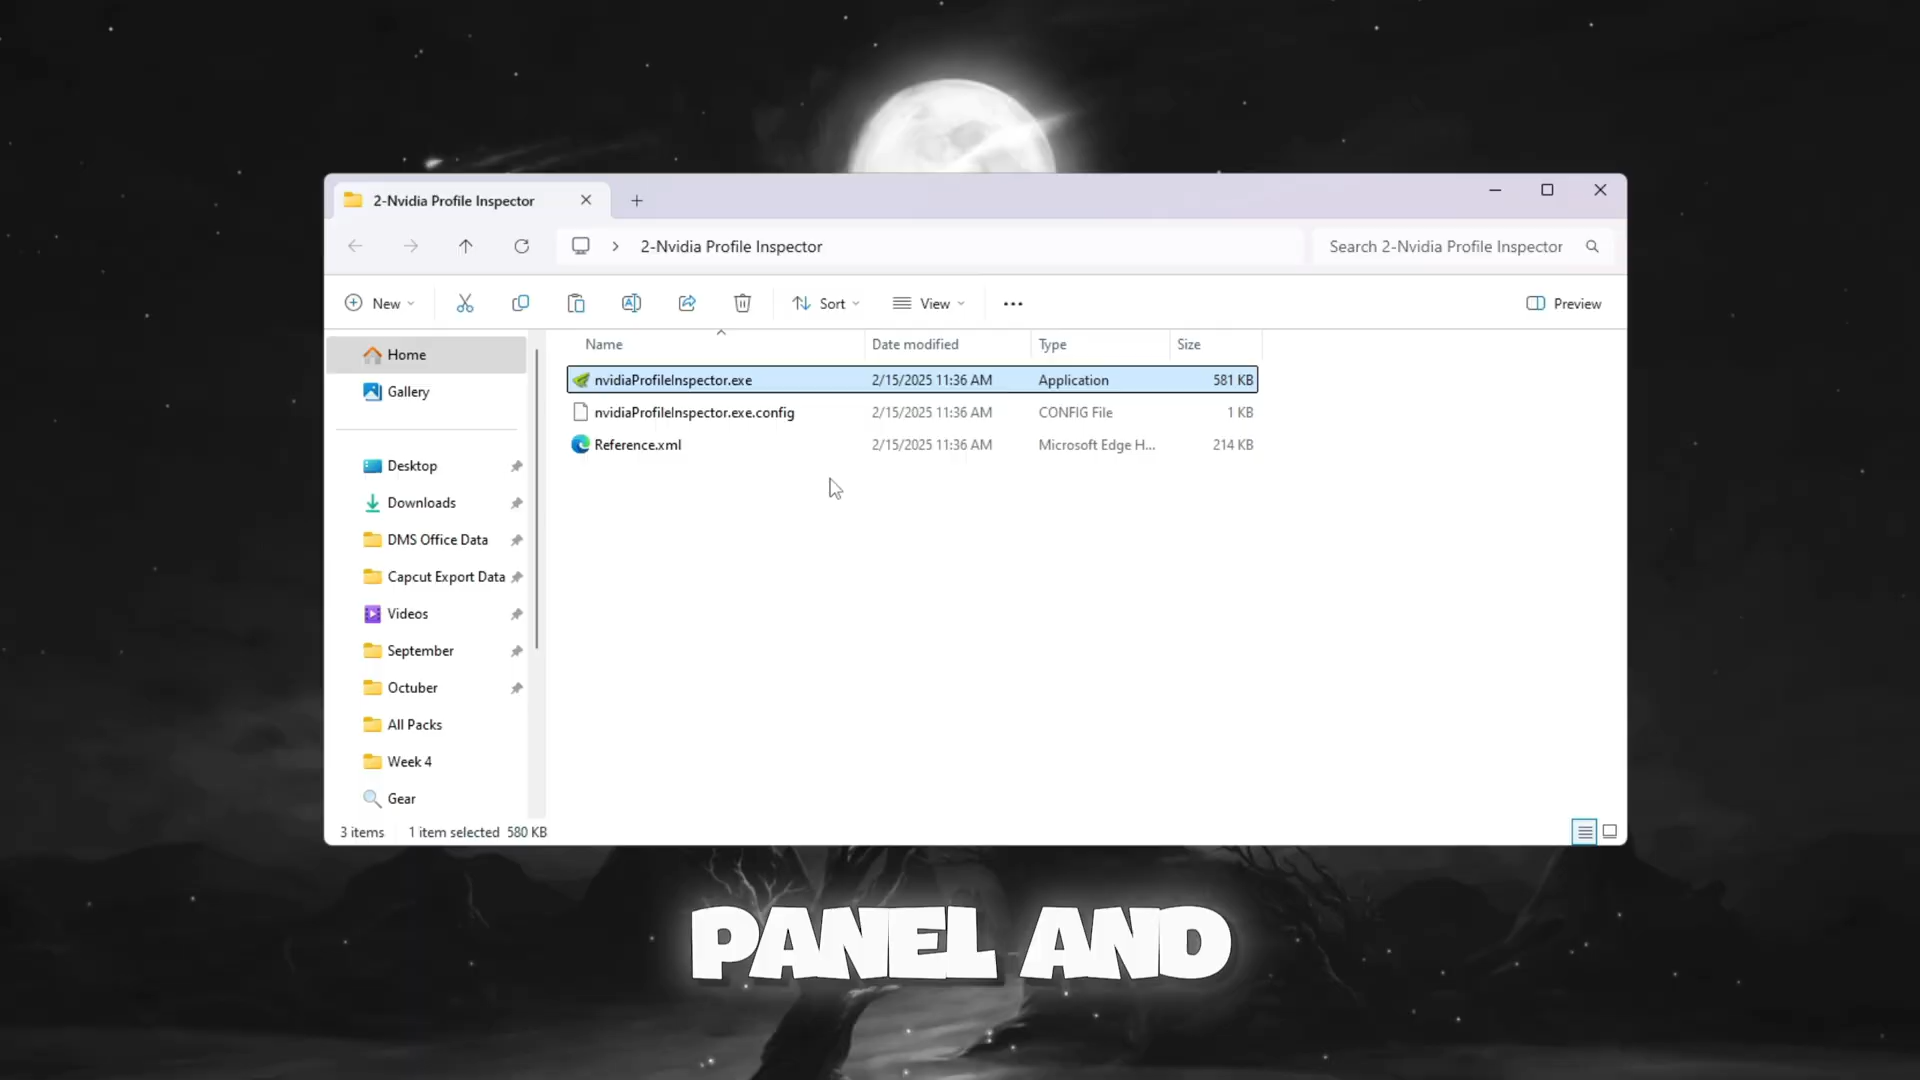 2-Nvidia Profile Inspector
2-Nvidia Profile Inspector
Search 2-Nvidia Profile Inspector
New
Sort
View
Preview
Home
Gallery
Desktop
Downloads
DMS Office Data
Capcut Export Data
Videos
September
Octuber
All Packs
Week 4
Gear
Name Date modified Type Size
nvidiaProfileInspector.exe 2/15/2025 11:36 AM Application 581 KB
nvidiaProfileInspector.exe.config 2/15/2025 11:36 AM CONFIG File 1 KB
Reference.xml 2/15/2025 11:36 AM Microsoft Edge H... 214 KB
3 items 1 item selected 580 KB
PANEL AND